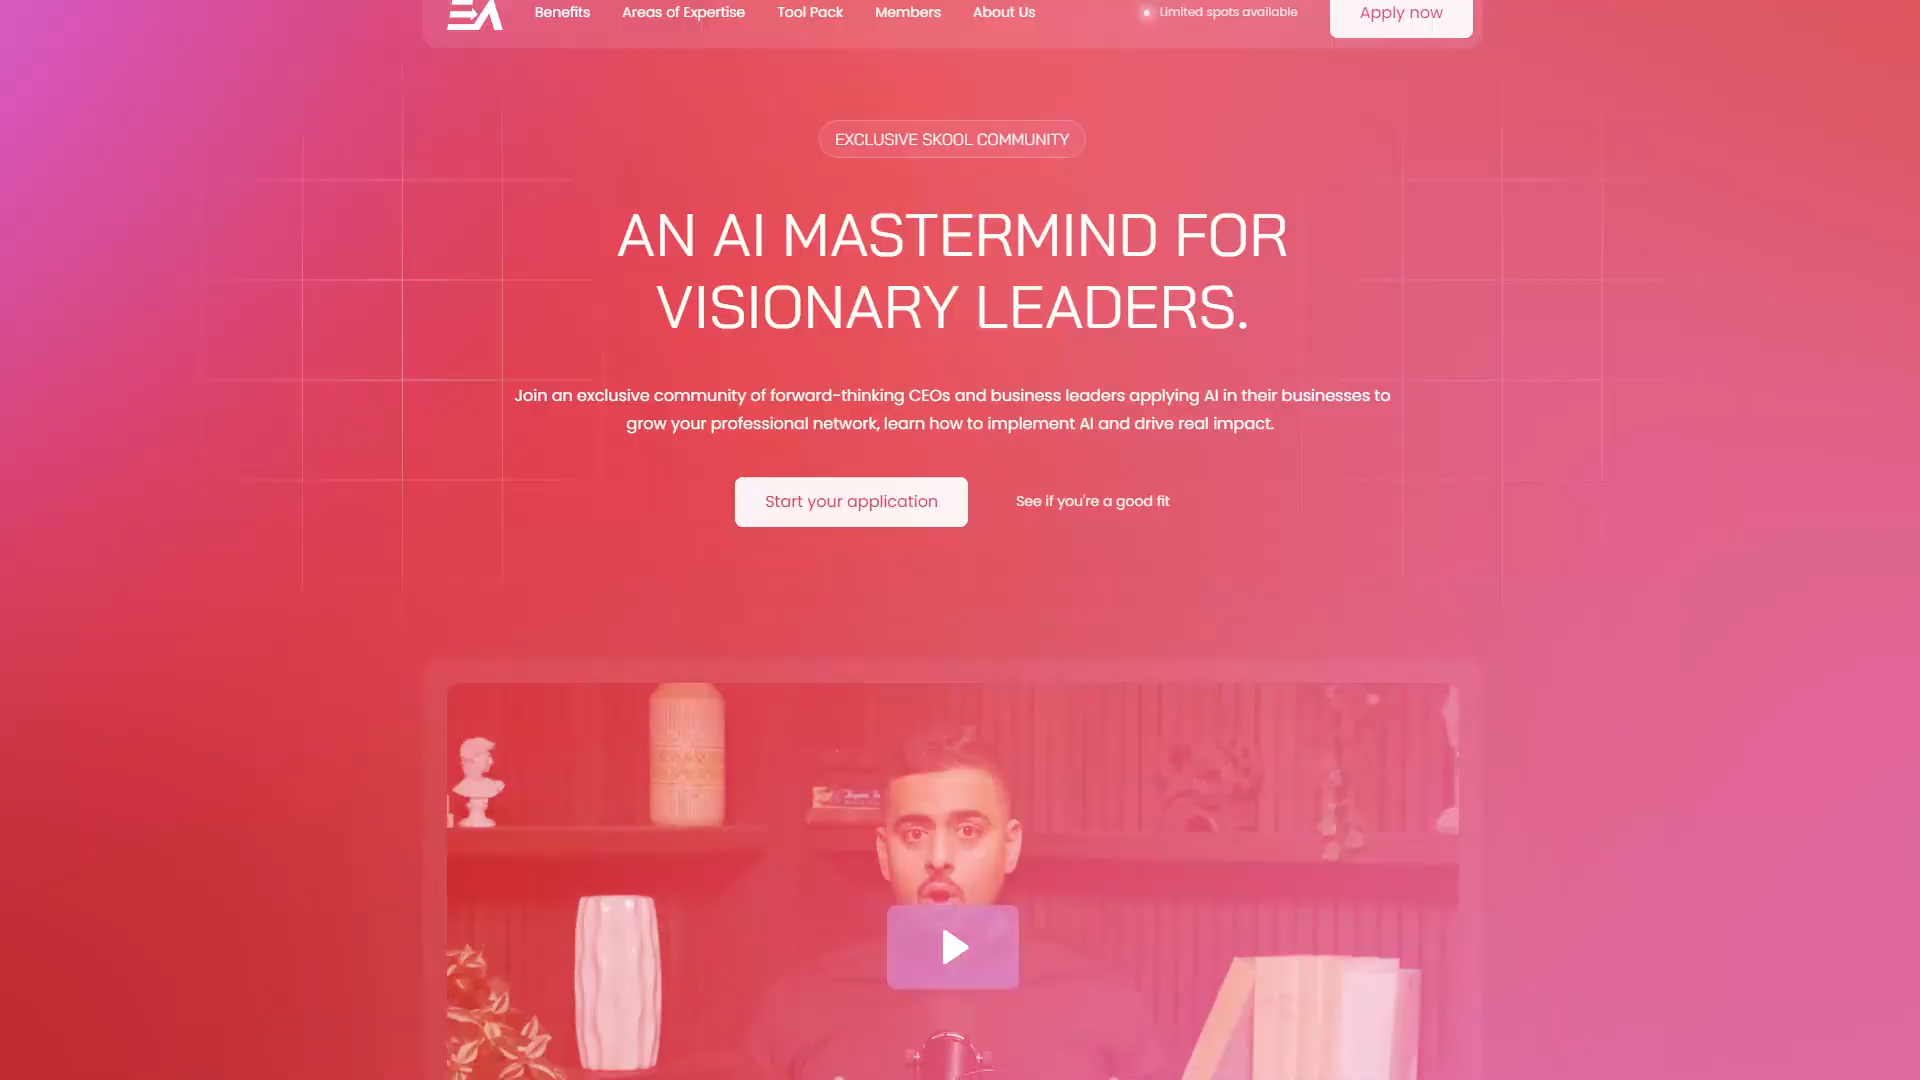 EA
Benefits
Areas of Expertise
Tool Pack
Members
About Us
Limited spots available
Apply now
EXCLUSIVE SKOOL COMMUNITY
AN AI MASTERMIND FOR
VISIONARY LEADERS.
Join an exclusive community of forward-thinking CEOs and business leaders applying AI in their businesses to
grow your professional network, learn how to implement AI and drive real impact.
Start your application
See if you're a good fit